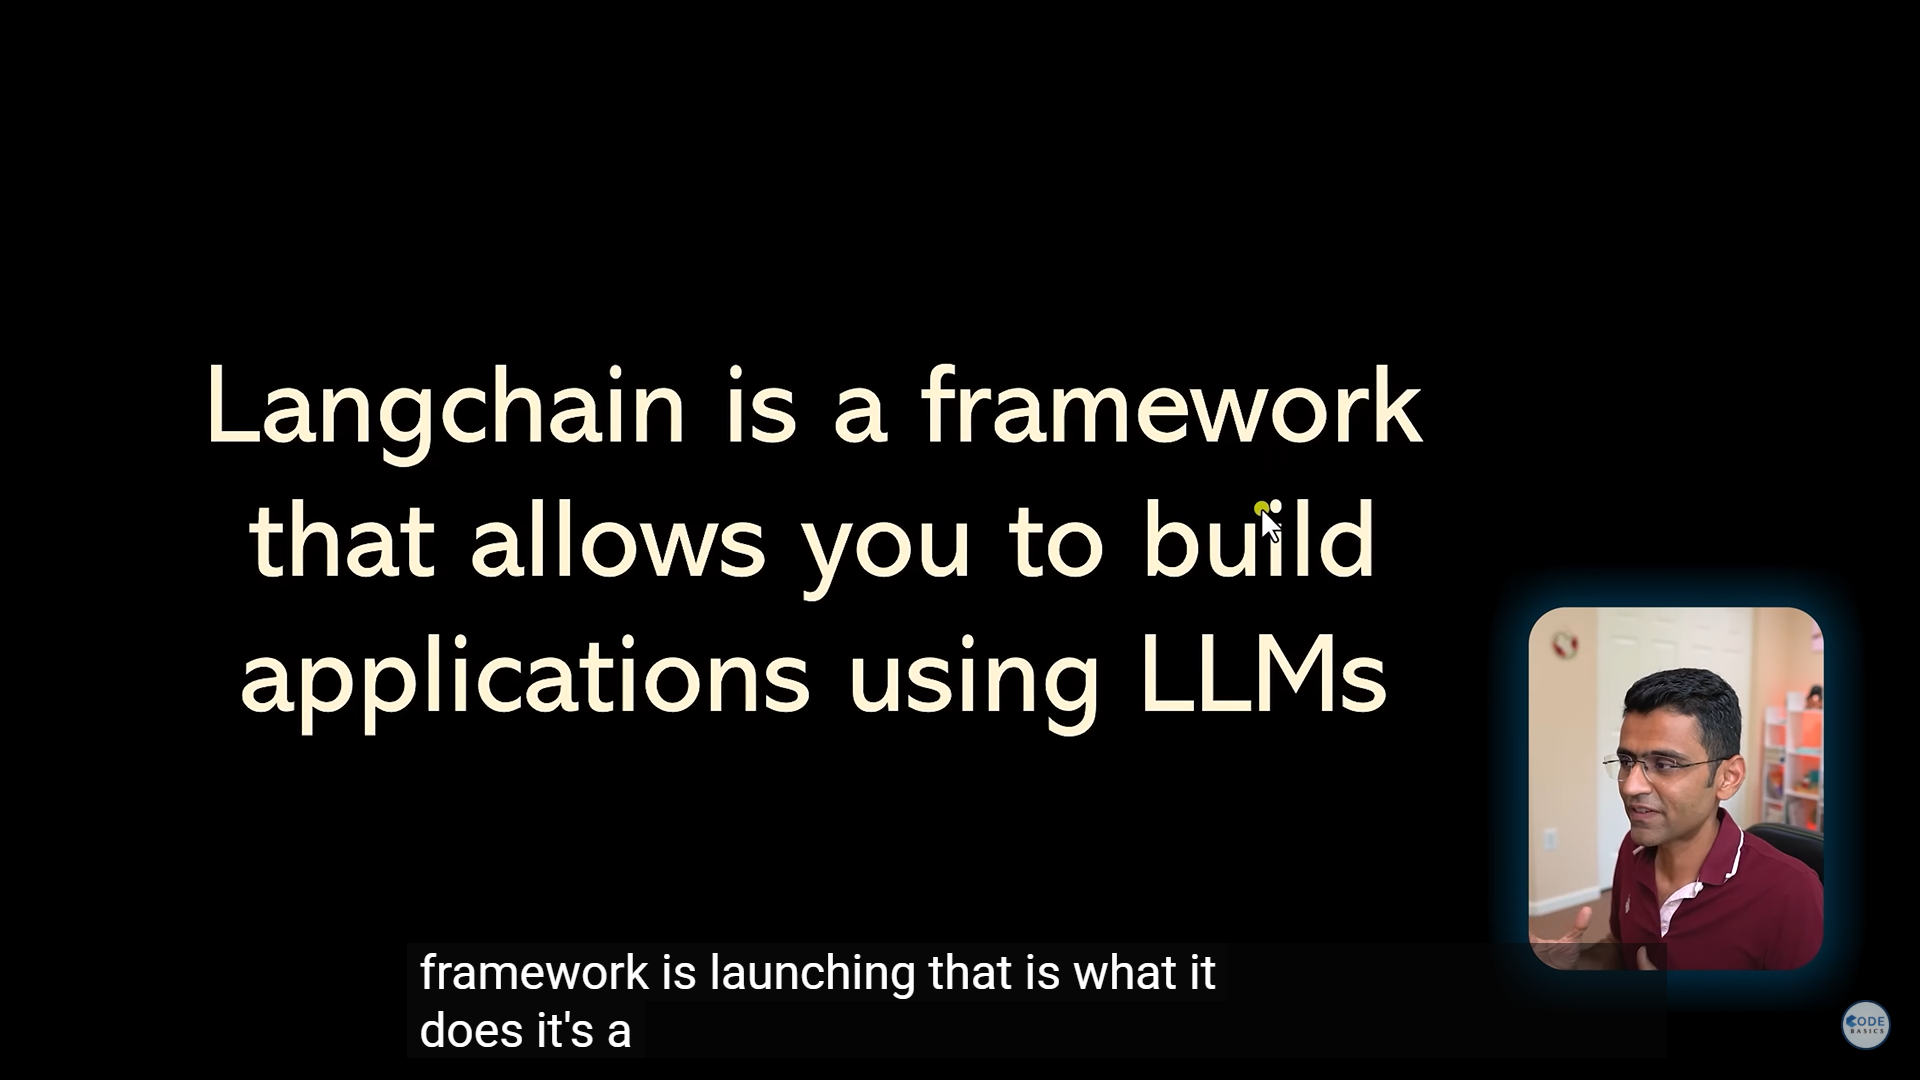 Langchain is a framework
that allows you to build
applications using LLMs
framework is launching that is what it
does it's a
CODE
BASICS